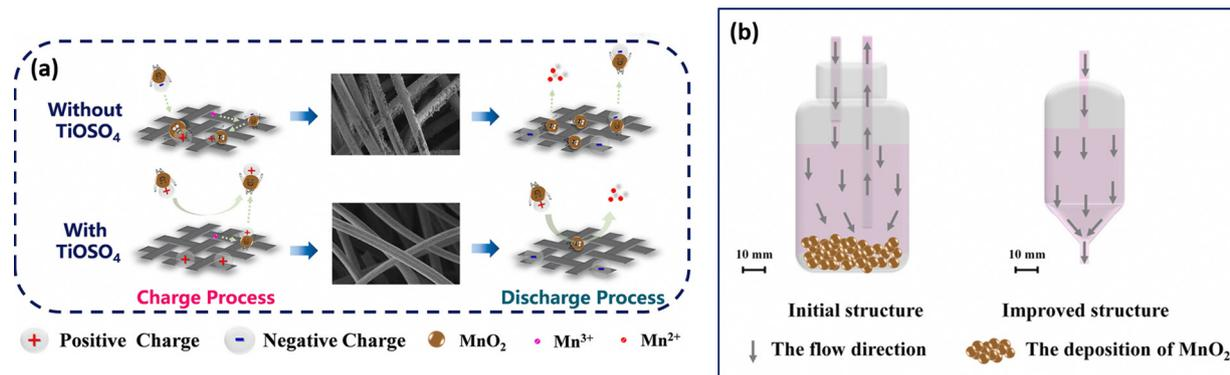 (a)
Without
TiOSO₄
With
TiOSO₄
Charge Process
Discharge Process
+ Positive Charge
- Negative Charge
MnO₂
Mn³⁺
Mn²⁺
(b)
10 mm
10 mm
Initial structure
Improved structure
The flow direction
The deposition of MnO₂